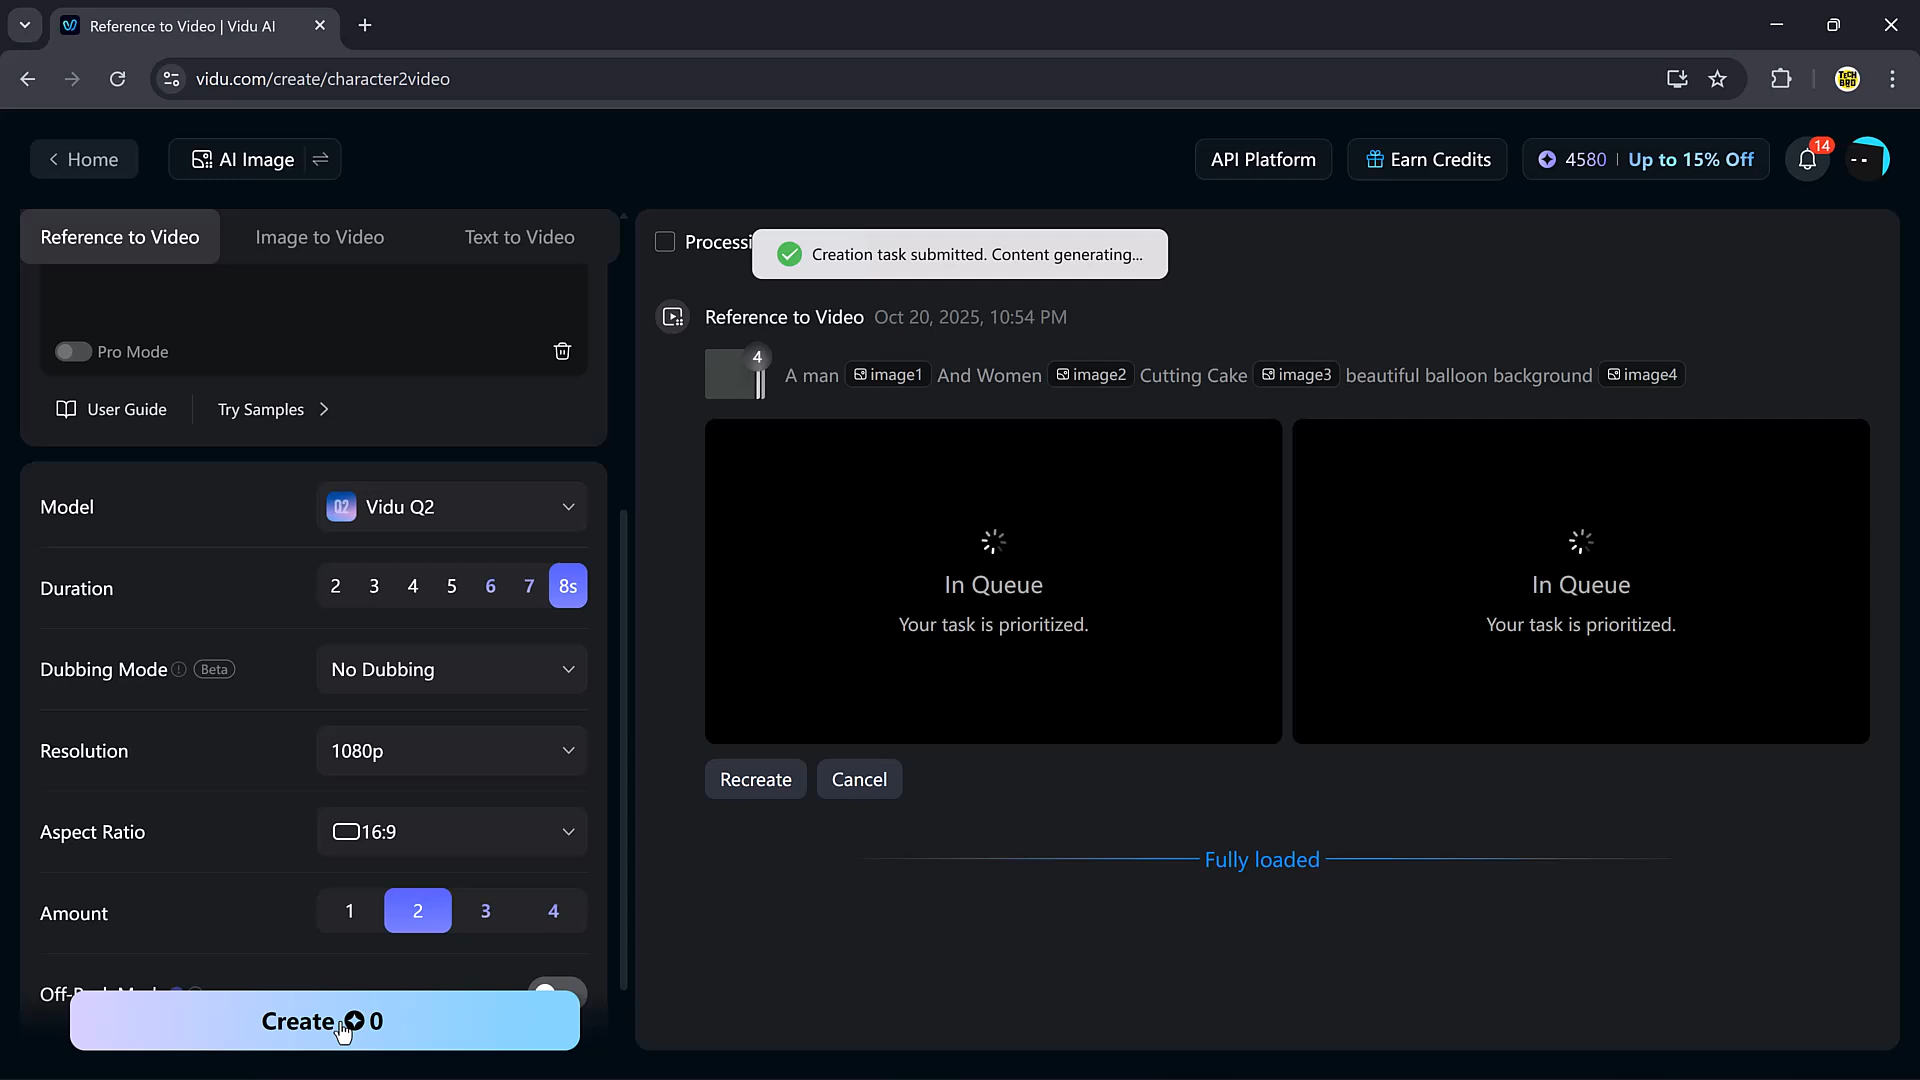 Reference to Video | Vidu AI
vidu.com/create/character2video
TECH
BRO
Home
AI Image
API Platform
Earn Credits
4580 | Up to 15% Off
14
Reference to Video
Image to Video
Text to Video
Pro Mode
User Guide
Try Samples
Model
Q2 Vidu Q2
Duration
2 3 4 5 6 7 8s
Dubbing Mode Beta
No Dubbing
Resolution
1080p
Aspect Ratio
16:9
Amount
1 2 3 4
Create 0
Processi
Creation task submitted. Content generating...
Reference to Video Oct 20, 2025, 10:54 PM
4
A man image1 And Women image2 Cutting Cake image3 beautiful balloon background image4
In Queue
Your task is prioritized.
In Queue
Your task is prioritized.
Recreate
Cancel
Fully loaded